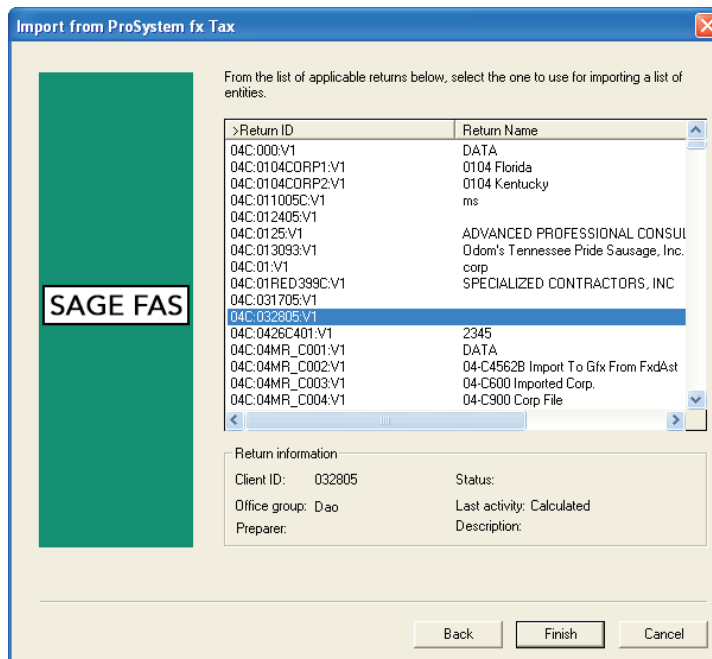 Import from ProSystem fx Tax
From the list of applicable returns below, select the one to use for importing a list of
entities.
>Return ID Return Name
04C:000:V1 DATA
04C:0104CORP1:V1 0104 Florida
04C:0104CORP2:V1 0104 Kentucky
04C:011005C:V1 ms
04C:012405:V1
04C:0125:V1 ADVANCED PROFESSIONAL CONSUL
04C:013093:V1 Odom's Tennessee Pride Sausage, Inc.
04C:01:V1 corp
04C:01RED399C:V1 SPECIALIZED CONTRACTORS, INC
04C:031705:V1
04C:032805:V1
04C:0426C401:V1 2345
04C:04MR_C001:V1 DATA
04C:04MR_C002:V1 04-C4562B Import To Gfx From FxdAst
04C:04MR_C003:V1 04-C600 Imported Corp.
04C:04MR_C004:V1 04-C900 Corp File
SAGE FAS
Return information
Client ID: 032805 Status:
Office group: Dao Last activity: Calculated
Preparer: Description:
Back Finish Cancel